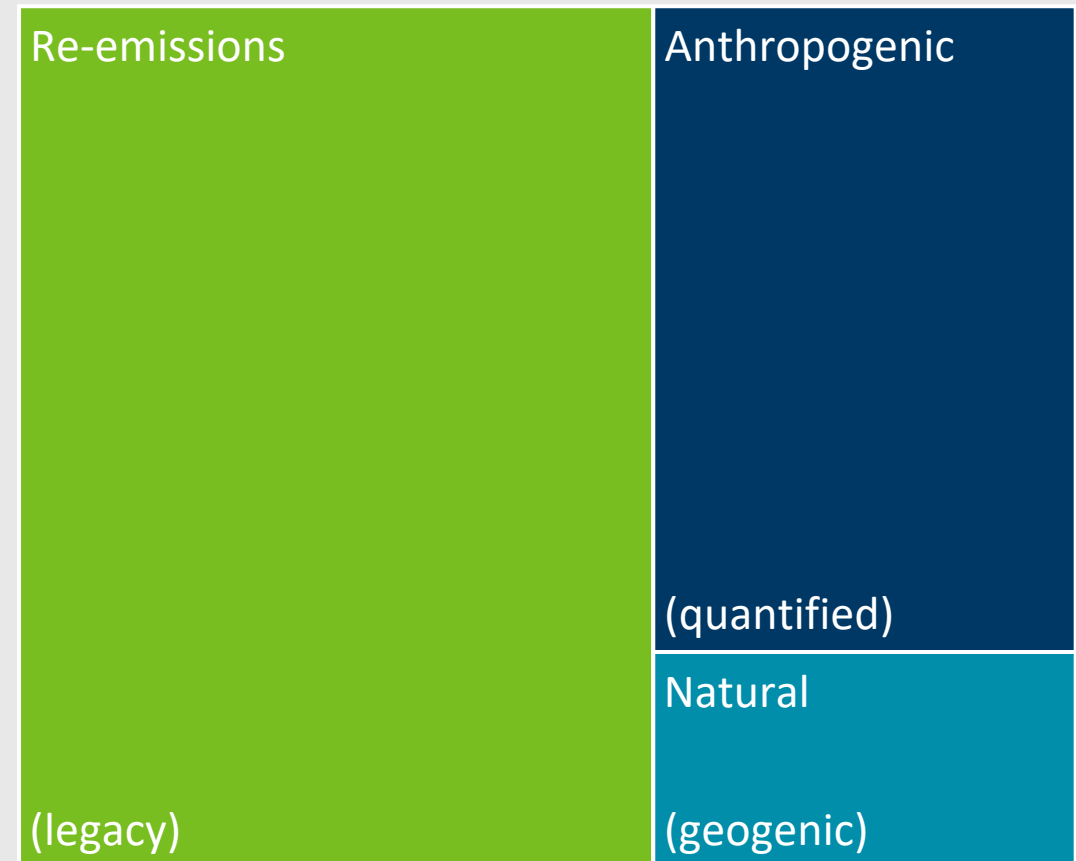 Re-emissions
(legacy)
Anthropogenic
(quantified)
Natural
(geogenic)